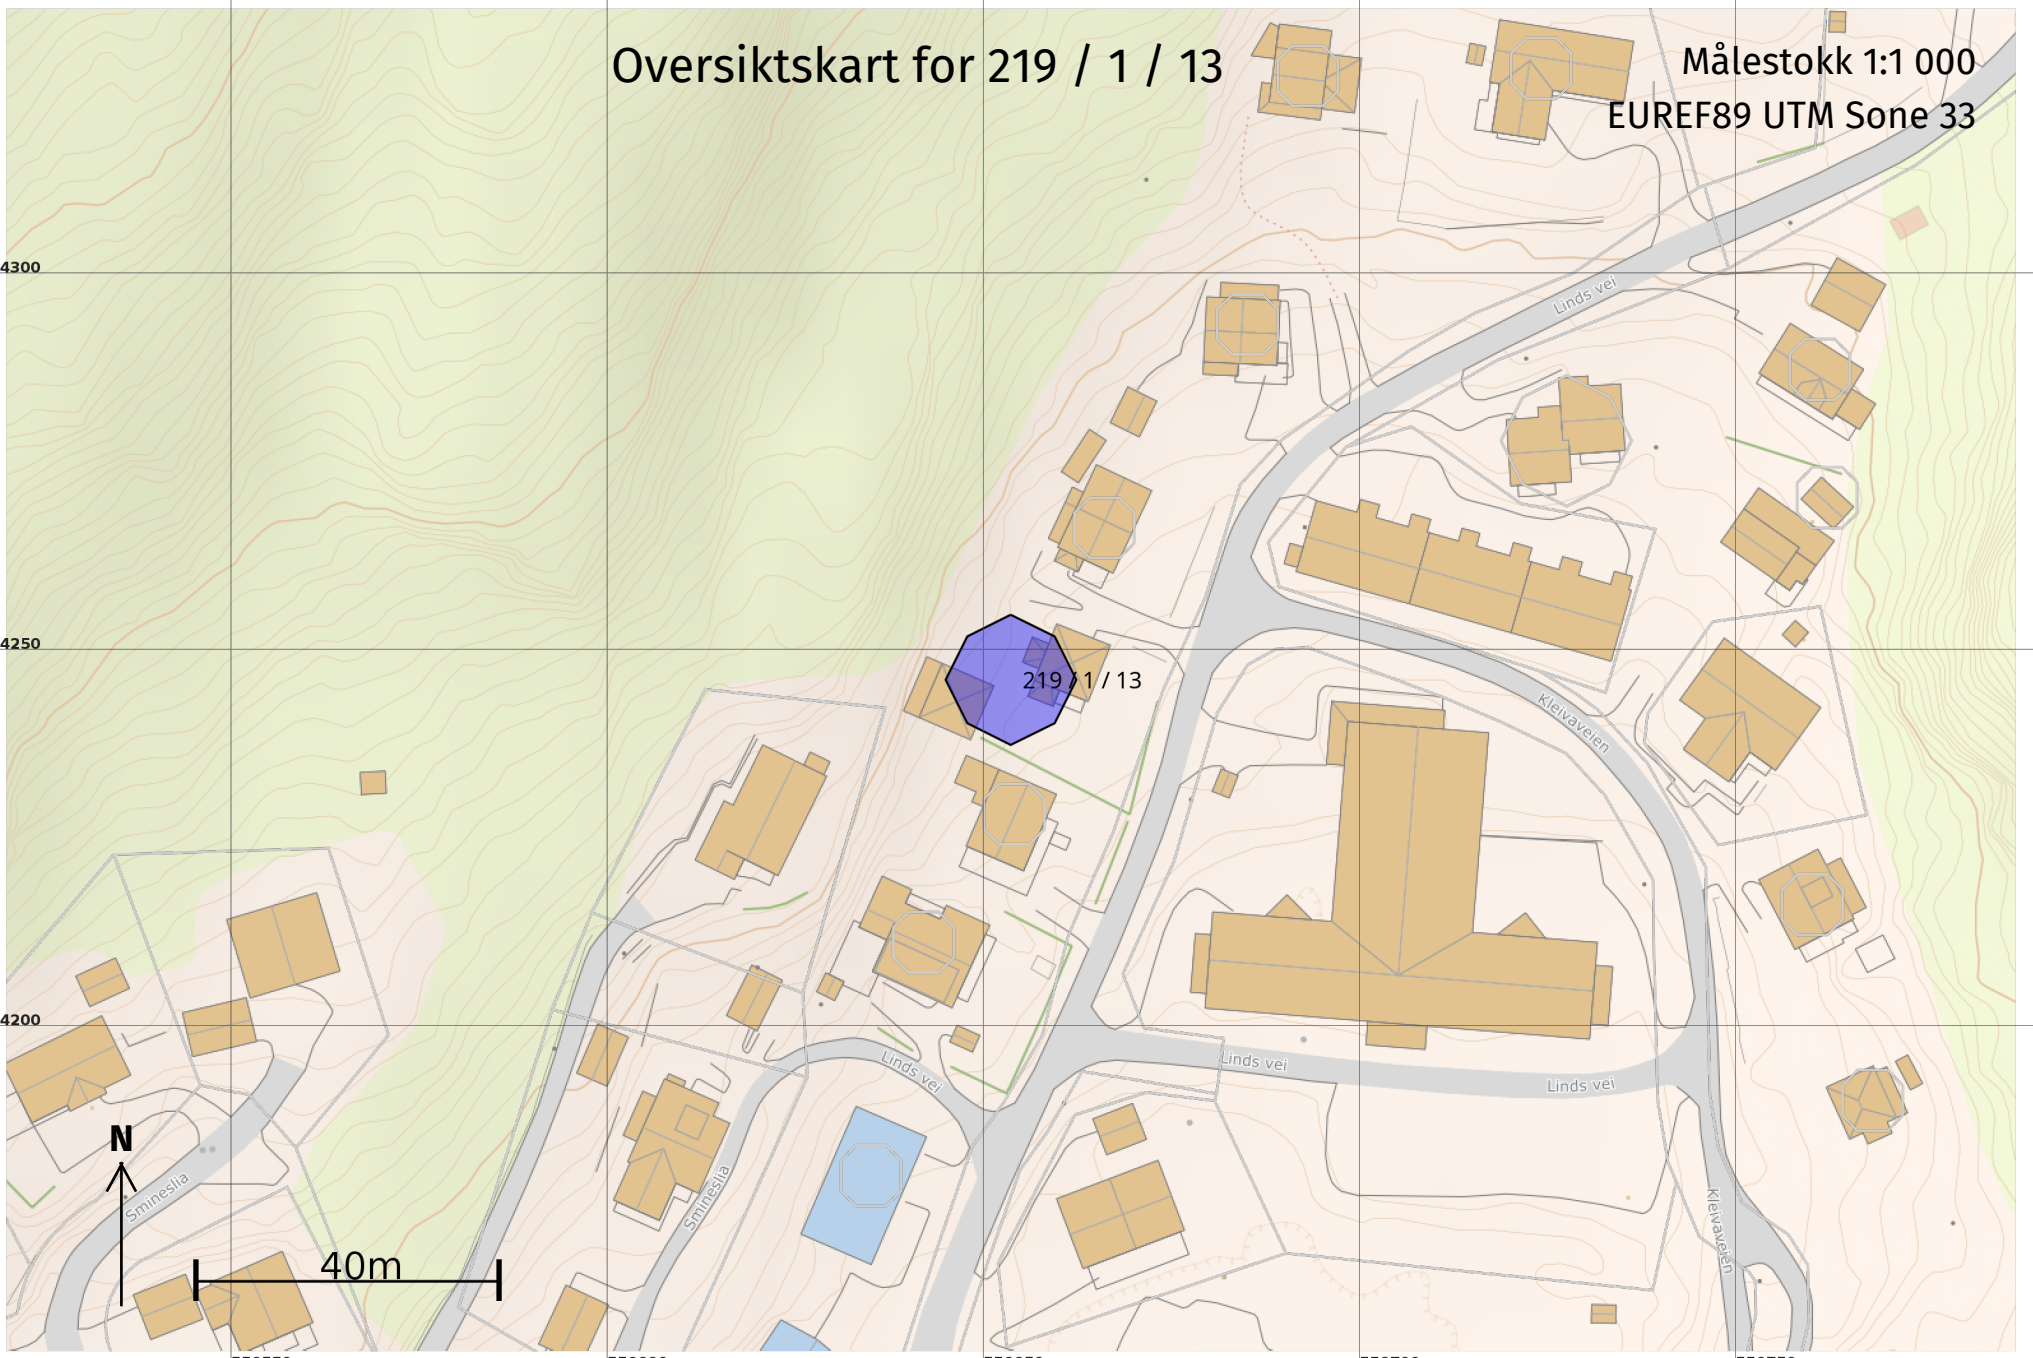 Oversiktskart for 219 / 1 / 13
Målestokk 1:1 000
EUREF89 UTM Sone 33
4300
Linds vei
4250
219 / 1 / 13
Kleivaveien
4200
Linds vei
Linds vei
Linds vei
N
Smineslia
Smineslia
Kleivaveien
40m